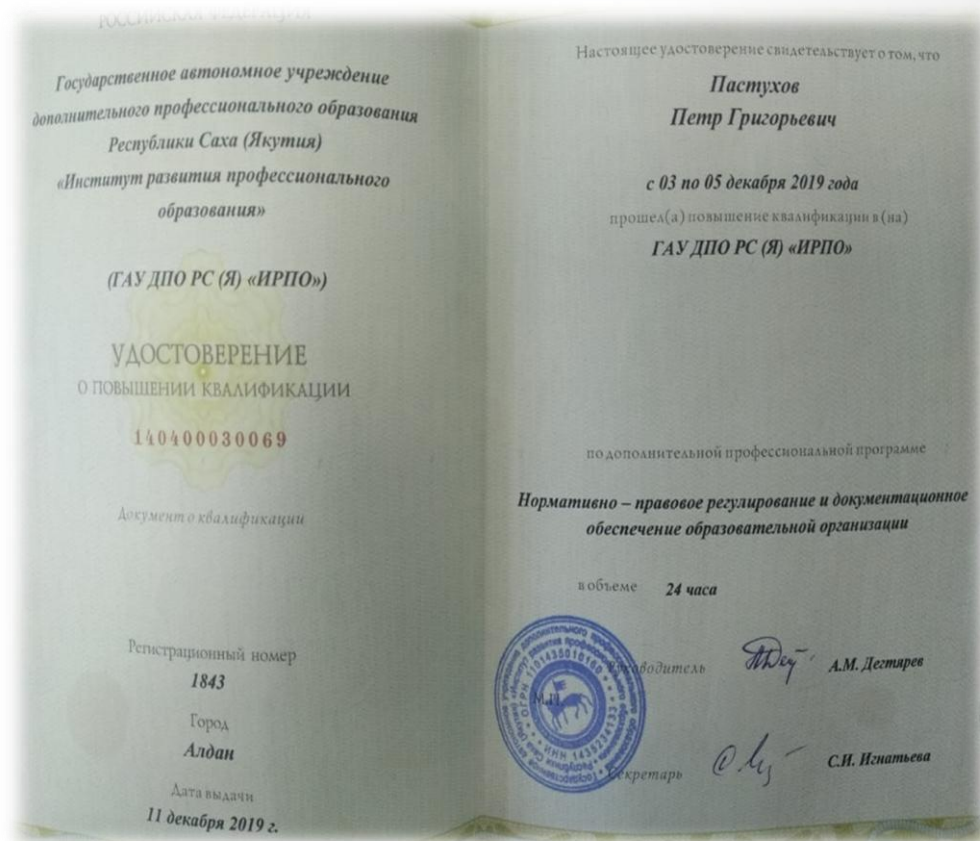 РОССИЙСКАЯ ФЕДЕРАЦИЯ
Государственное автономное учреждение
дополнительного профессионального образования
Республики Саха (Якутия)
«Институт развития профессионального
образования»
(ГАУ ДПО РС (Я) «ИРПО»)
УДОСТОВЕРЕНИЕ
О ПОВЫШЕНИИ КВАЛИФИКАЦИИ
140400030069
Документ о квалификации
Регистрационный номер
1843
Город
Алдан
Дата выдачи
11 декабря 2019 г.
Настоящее удостоверение свидетельствует о том, что
Пастухов
Петр Григорьевич
с 03 по 05 декабря 2019 года
прошел(а) повышение квалификации в (на)
ГАУ ДПО РС (Я) «ИРПО»
по дополнительной профессиональной программе
Нормативно – правовое регулирование и документационное
обеспечение образовательной организации
в объеме 24 часа
Руководитель А.М. Дегтярев
М.П.
Секретарь С.И. Игнатьева